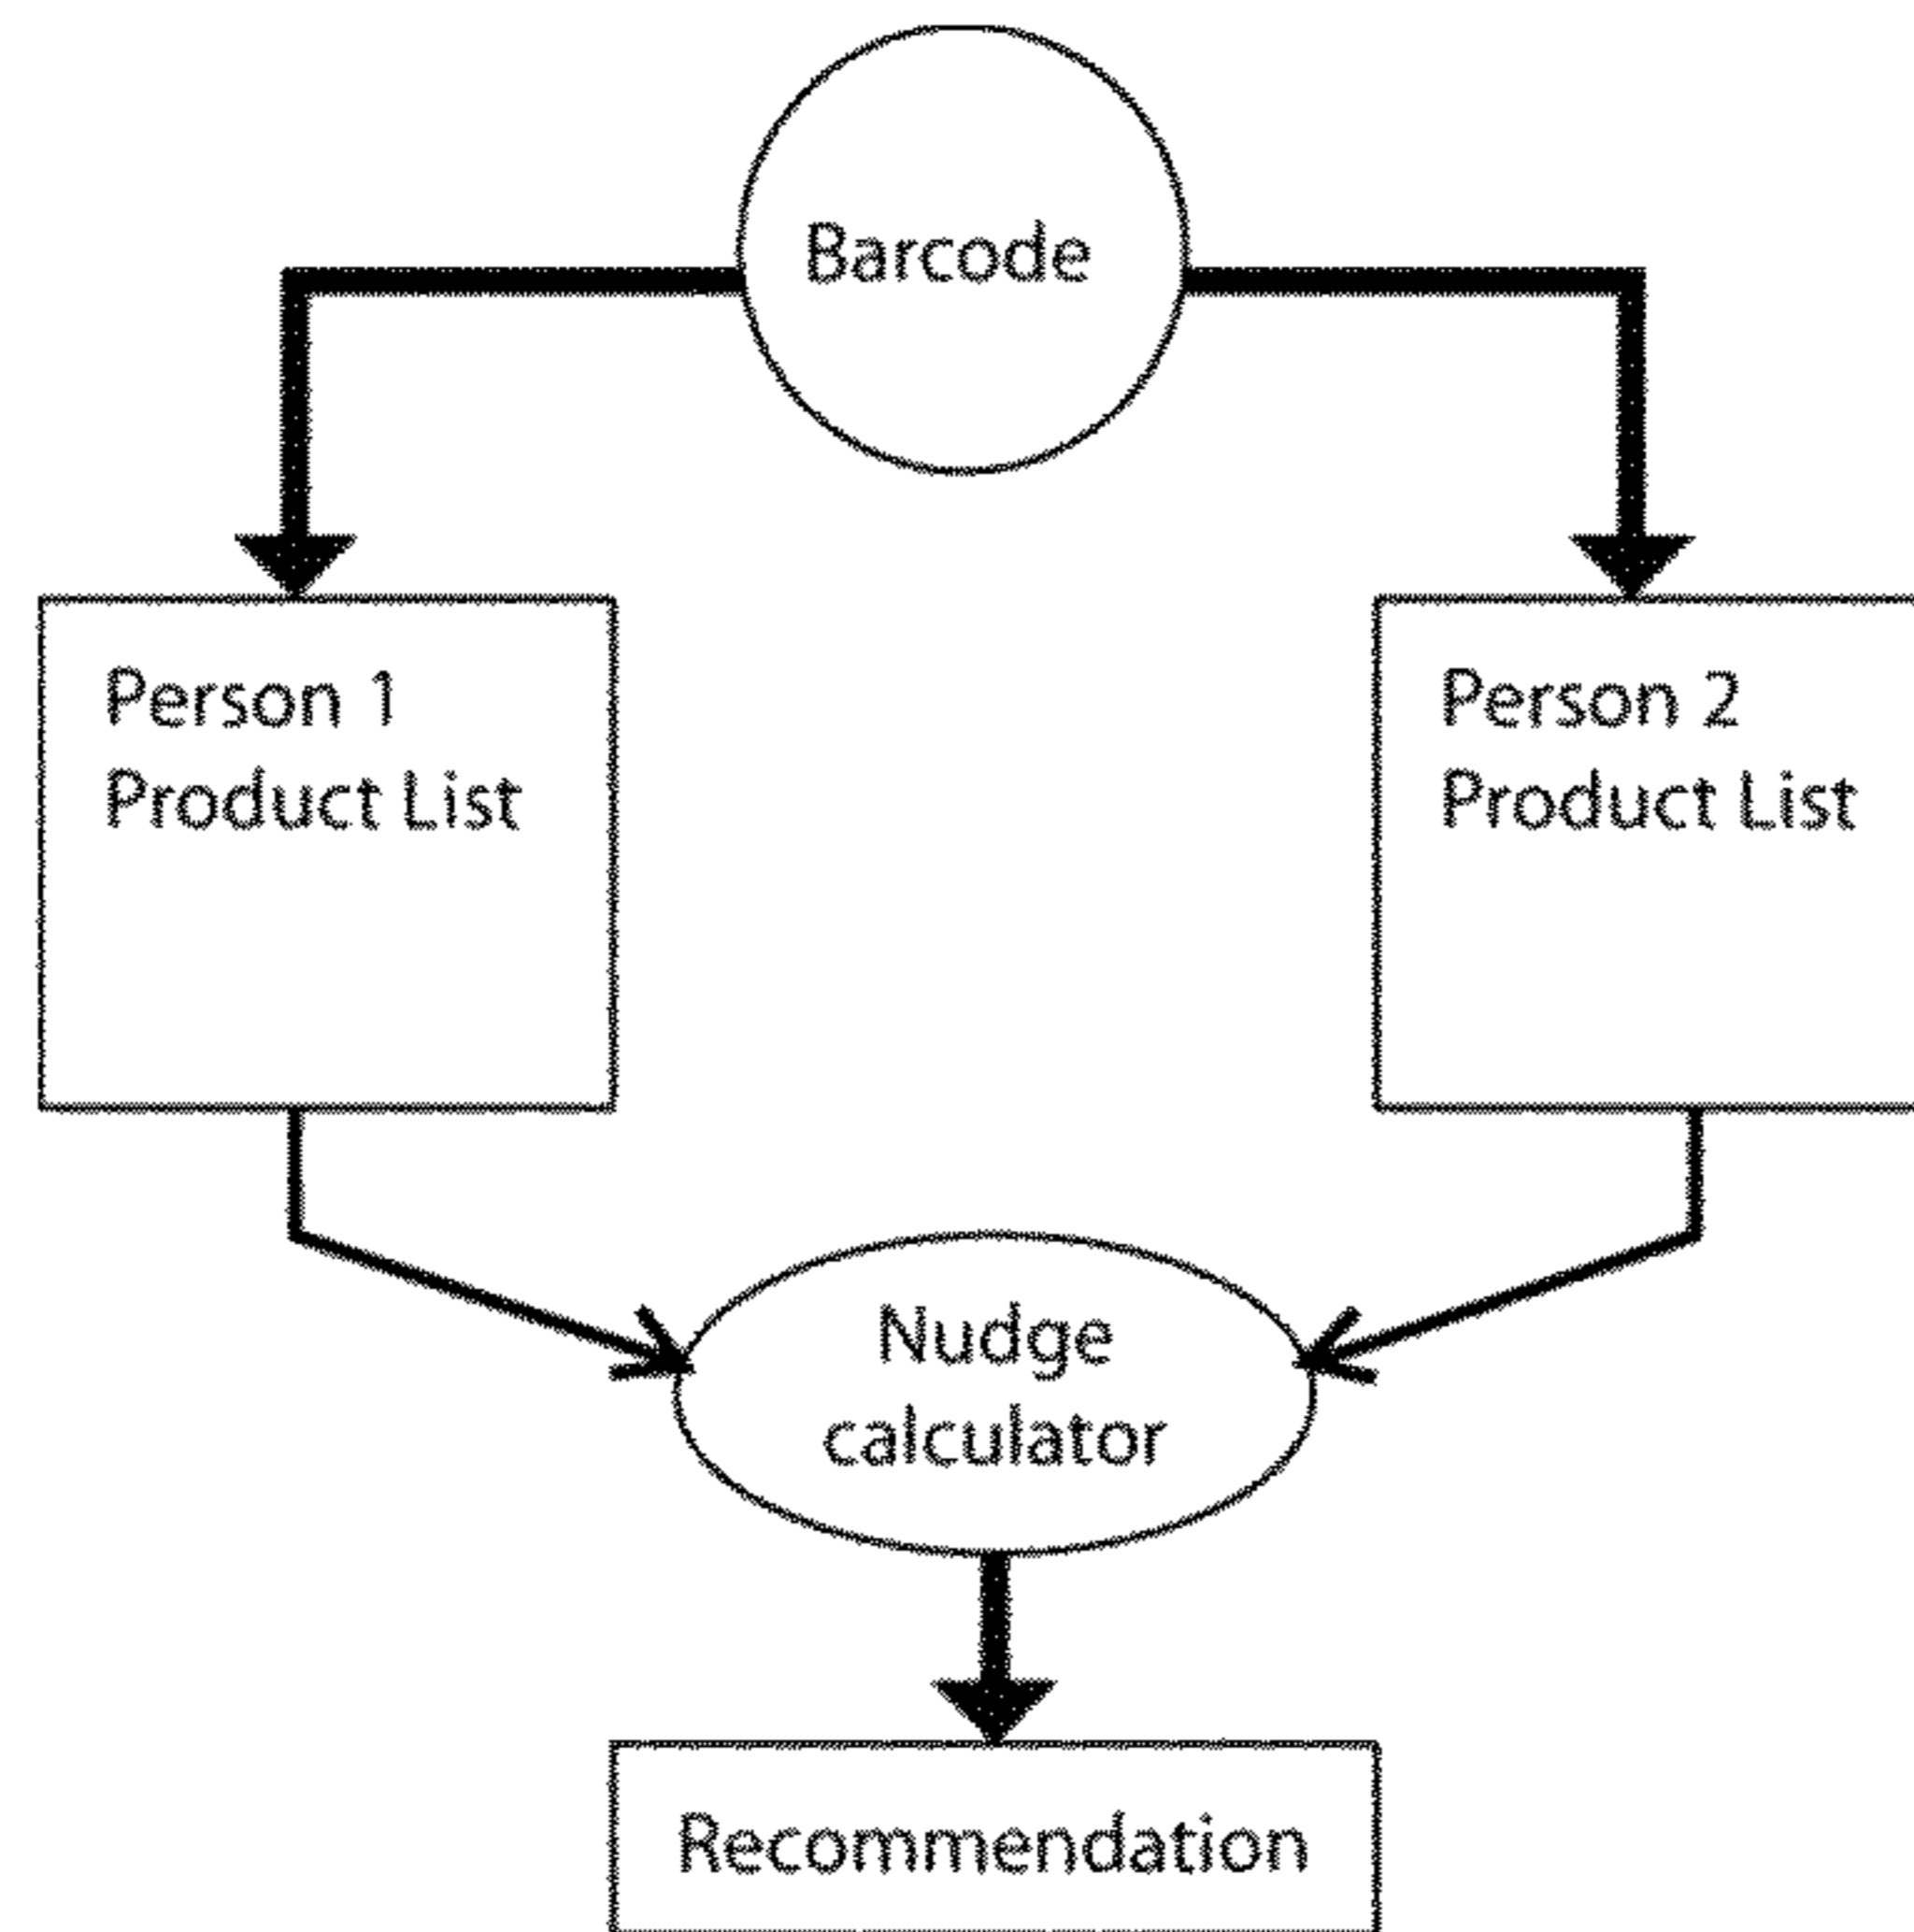 Barcode
Person 1
Product List
Person 2
Product List
Nudge
calculator
Recommendation